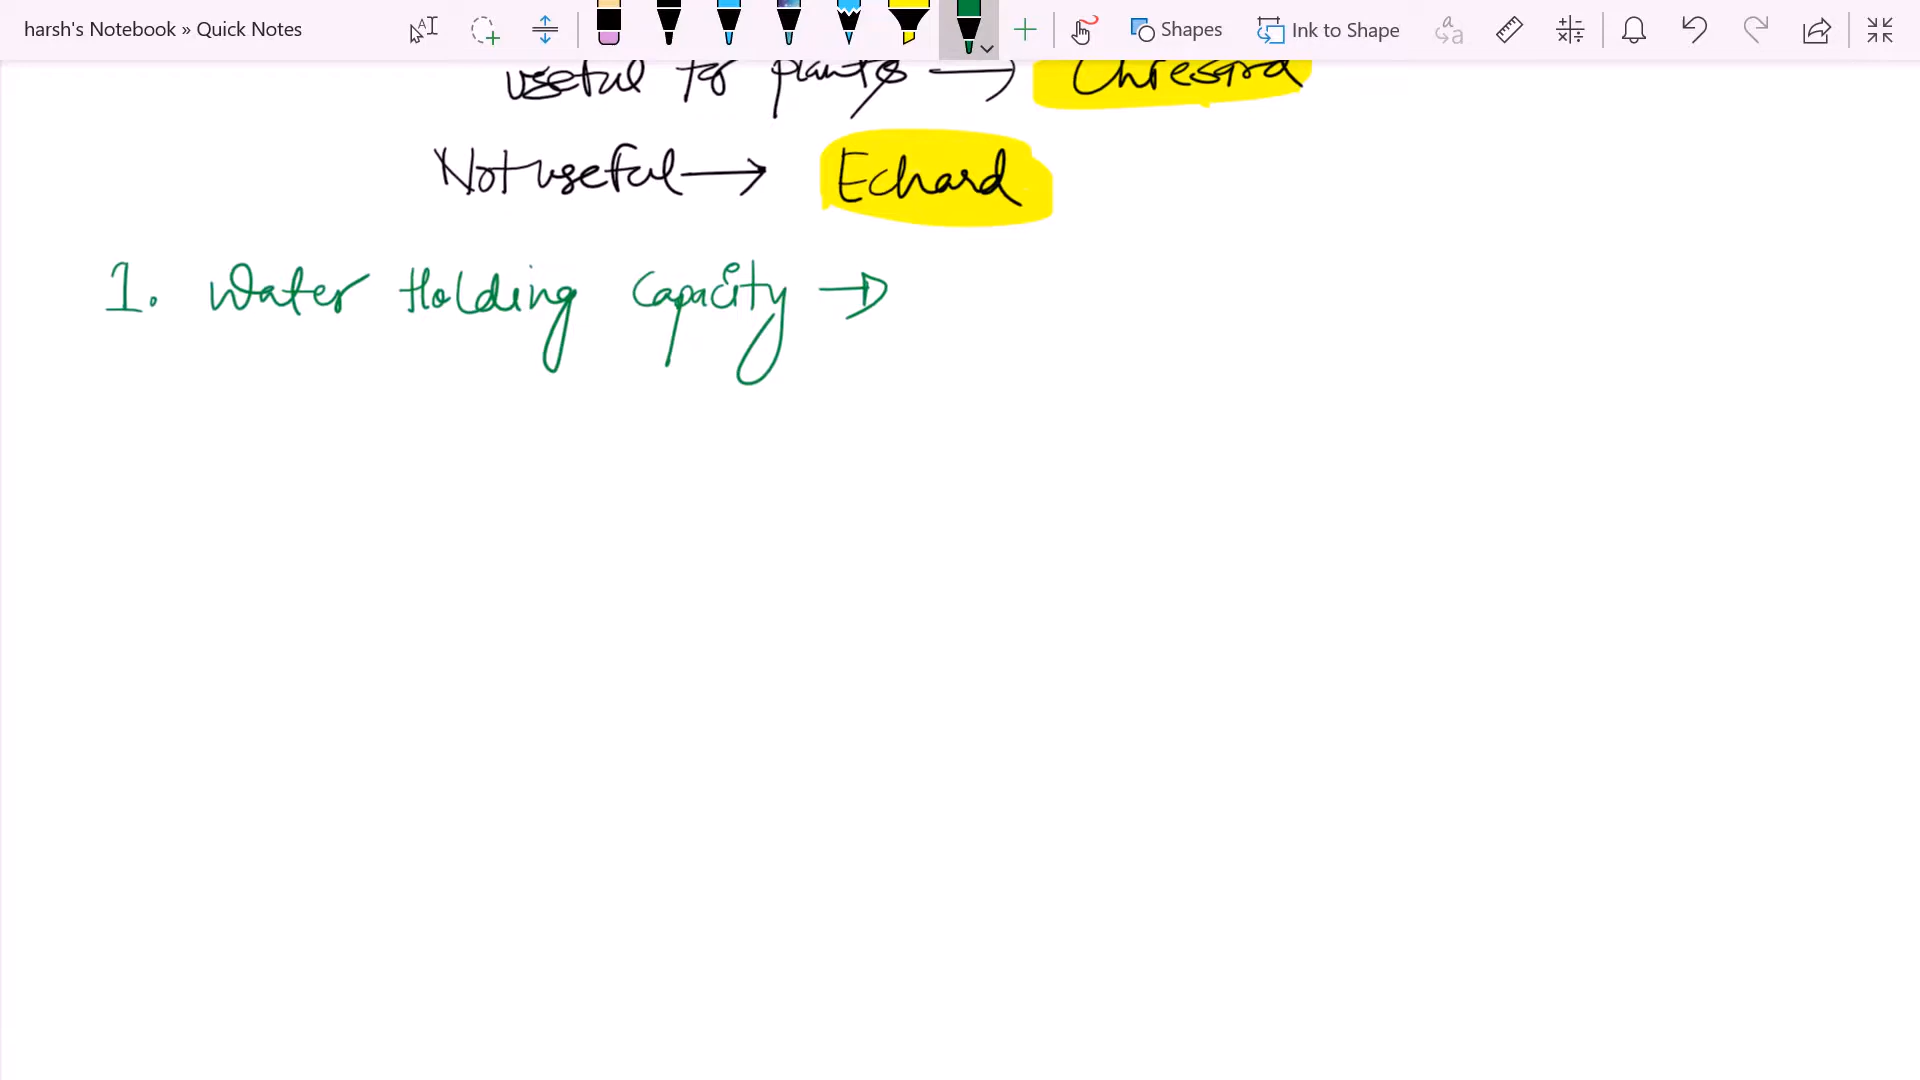 harsh's Notebook » Quick Notes Shapes Ink to Shape
useful for plants → Chresard
Not useful → Echard
1. Water Holding Capacity →